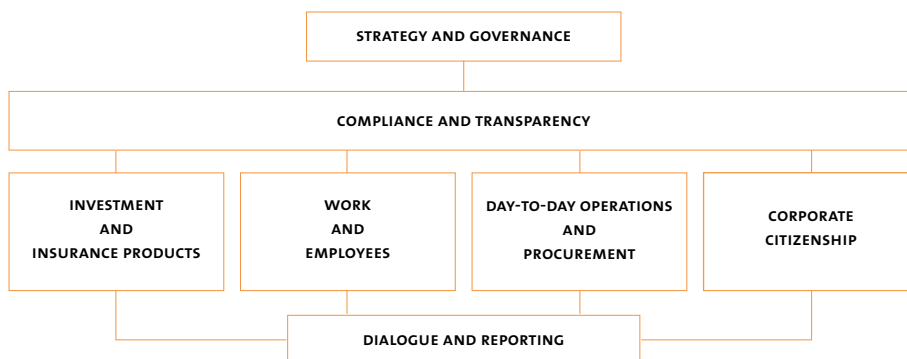 STRATEGY AND GOVERNANCE
COMPLIANCE AND TRANSPARENCY
INVESTMENT
AND
INSURANCE PRODUCTS
WORK
AND
EMPLOYEES
DAY-TO-DAY OPERATIONS
AND
PROCUREMENT
CORPORATE
CITIZENSHIP
DIALOGUE AND REPORTING